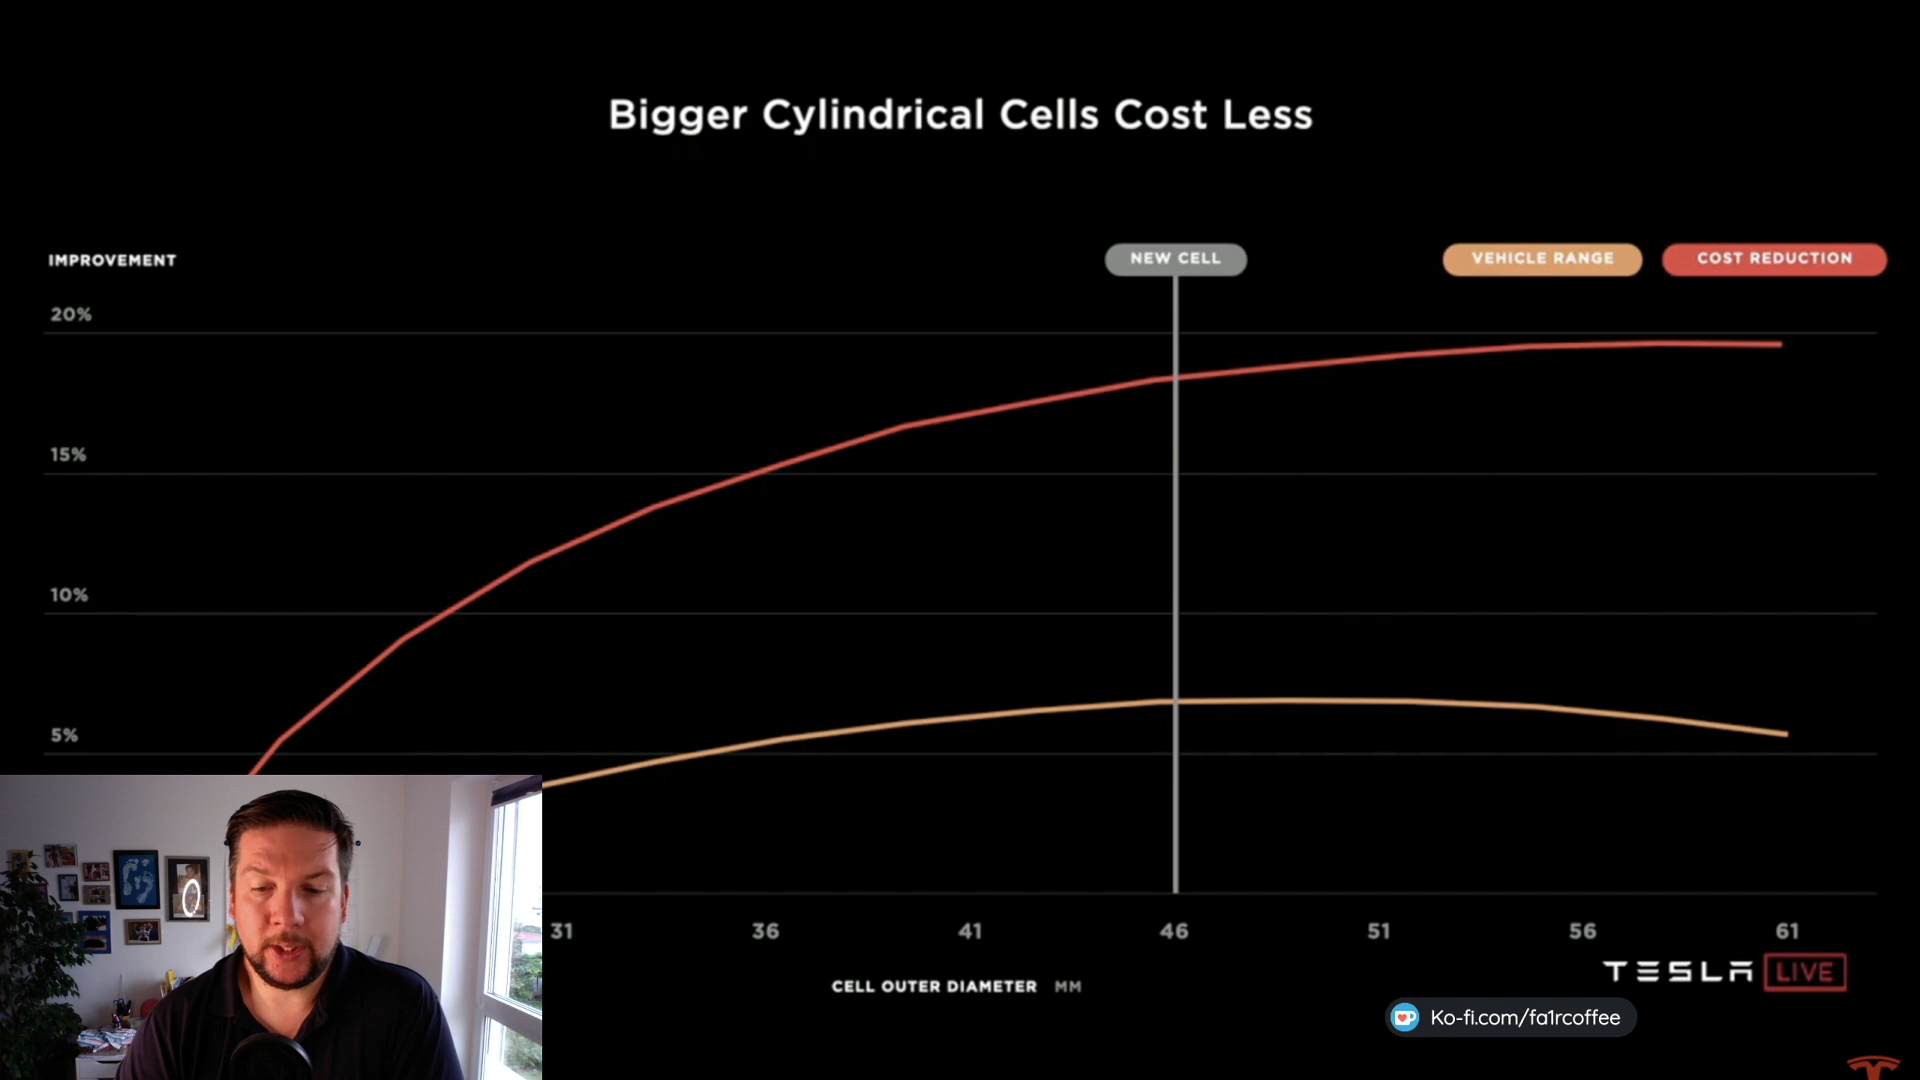 Bigger Cylindrical Cells Cost Less
IMPROVEMENT
NEW CELL
VEHICLE RANGE
COST REDUCTION
20%
15%
10%
5%
31
36
41
46
51
56
61
CELL OUTER DIAMETER MM
TESLA LIVE
Ko-fi.com/fa1rcoffee